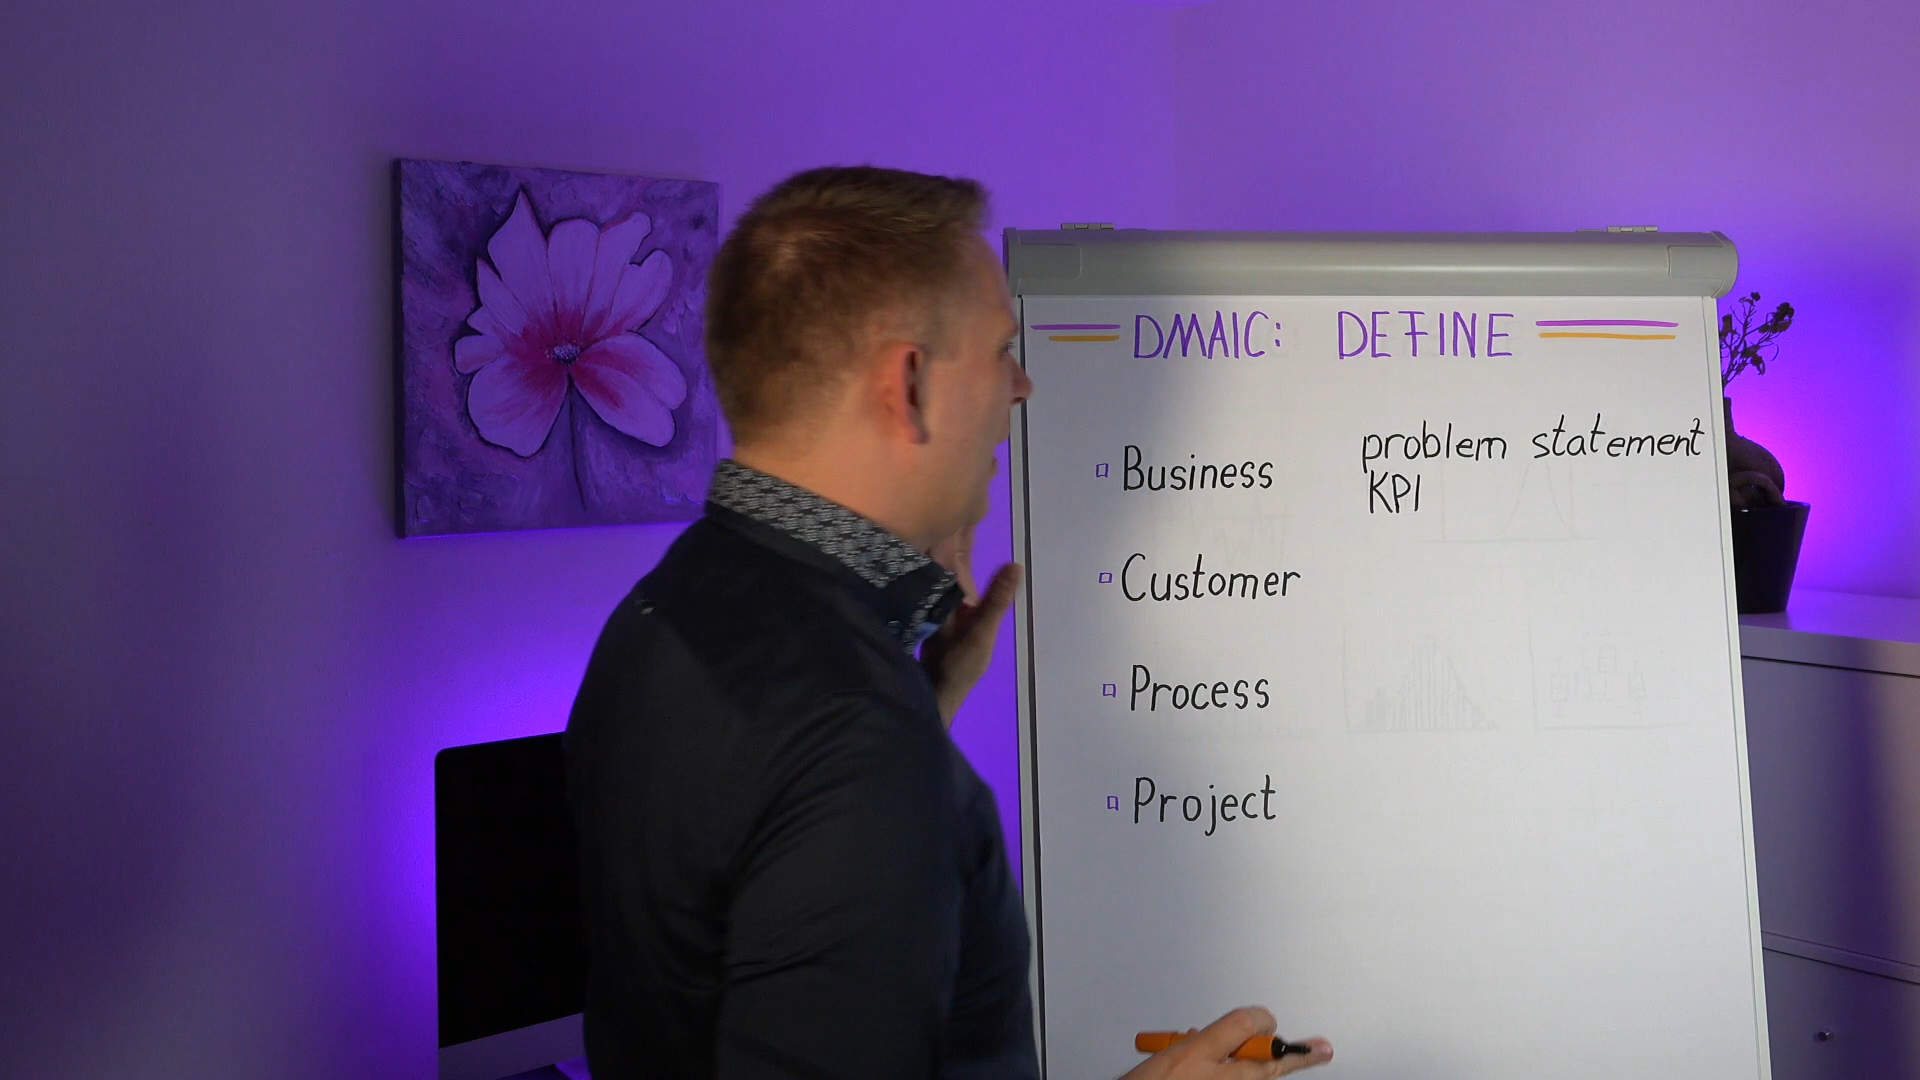 DMAIC: DEFINE
Business
problem statement
KPI
Customer
Process
Project